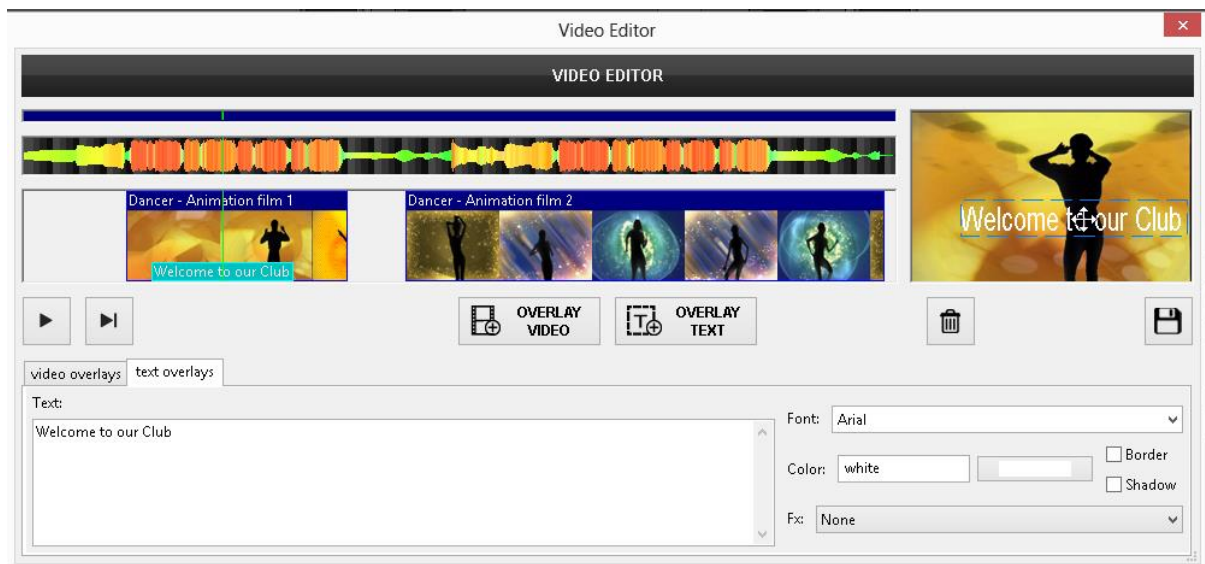 Video Editor
VIDEO EDITOR
Dancer - Animation film 1
Dancer - Animation film 2
Welcome to our Club
Welcome to our Club
OVERLAY
VIDEO
OVERLAY
TEXT
video overlays
text overlays
Text:
Welcome to our Club
Font:
Arial
Color:
white
Border
Shadow
Fx:
None